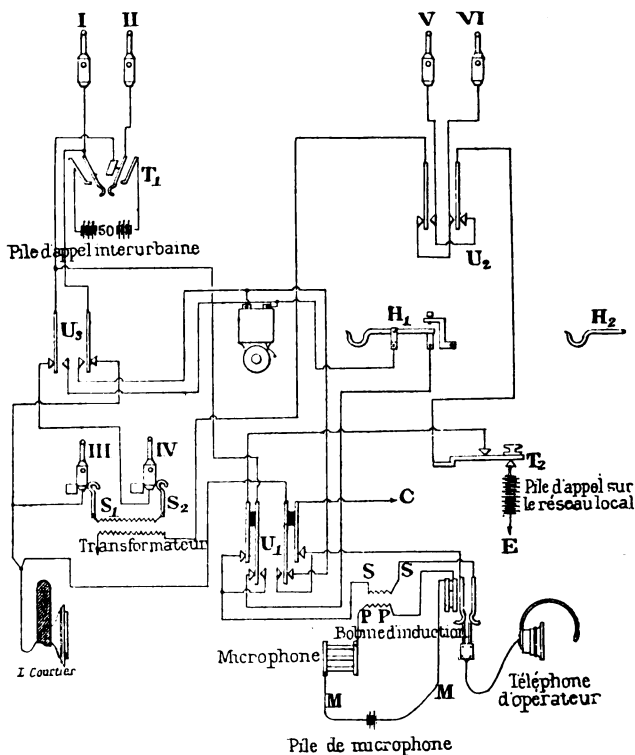 I II V VI
T1
50
Pile d'appel interurbaine
U2
U3
H1 H2
III IV
T2
Pile d'appel sur
le réseau local
S1 S2
C
E
Transformateur
U1
S S
P P
Bobine d'induction
Microphone
I Courtier
M M
Téléphone
d'opérateur
Pile de microphone